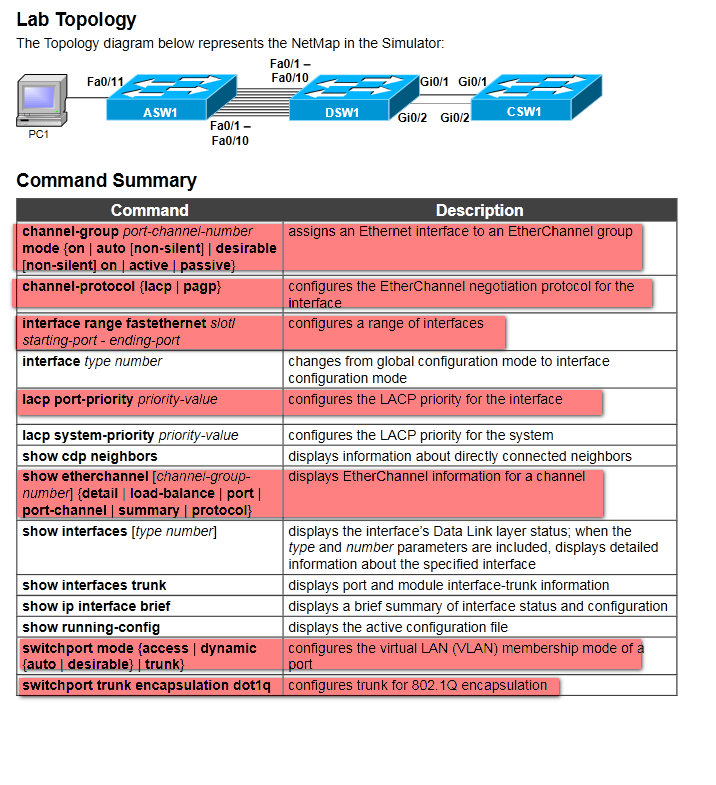 Lab Topology
The Topology diagram below represents the NetMap in the Simulator:
Fa0/11
Fa0/1 –
Fa0/10
Gi0/1 Gi0/1
ASW1
DSW1
CSW1
Gi0/2 Gi0/2
PC1
Fa0/1 –
Fa0/10
Command Summary
Command Description
channel-group port-channel-number assigns an Ethernet interface to an EtherChannel group
mode {on | auto [non-silent] | desirable
[non-silent] on | active | passive}
channel-protocol {lacp | pagp} configures the EtherChannel negotiation protocol for the
interface
interface range fastethernet slot/ configures a range of interfaces
starting-port - ending-port
interface type number changes from global configuration mode to interface
configuration mode
lacp port-priority priority-value configures the LACP priority for the interface
lacp system-priority priority-value configures the LACP priority for the system
show cdp neighbors displays information about directly connected neighbors
show etherchannel [channel-group- displays EtherChannel information for a channel
number] {detail | load-balance | port |
port-channel | summary | protocol}
show interfaces [type number] displays the interface’s Data Link layer status; when the
type and number parameters are included, displays detailed
information about the specified interface
show interfaces trunk displays port and module interface-trunk information
show ip interface brief displays a brief summary of interface status and configuration
show running-config displays the active configuration file
switchport mode {access | dynamic configures the virtual LAN (VLAN) membership mode of a
{auto | desirable} | trunk} port
switchport trunk encapsulation dot1q configures trunk for 802.1Q encapsulation